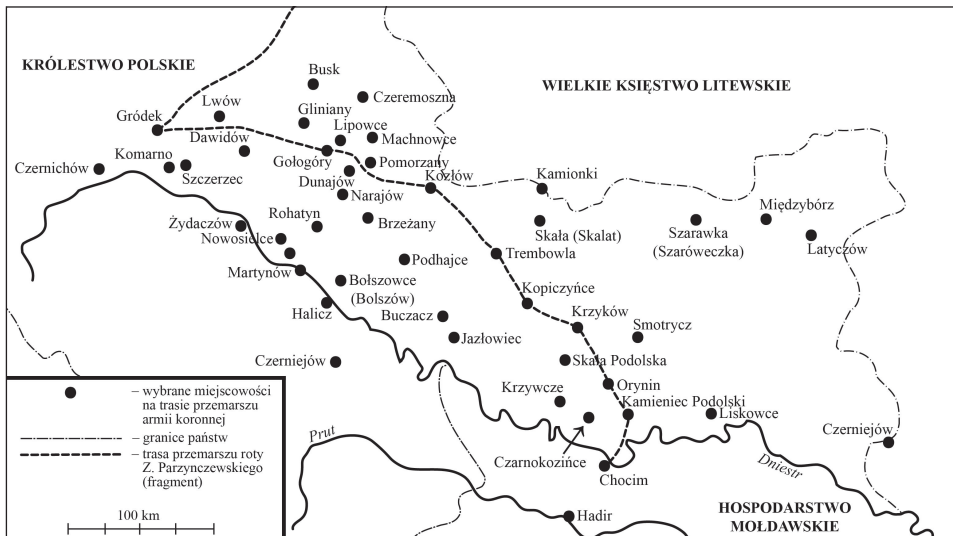 KRÓLESTWO POLSKIE
WIELKIE KSIĘSTWO LITEWSKIE
Busk
Czeremoszna
Lwów
Gliniany
Gródek
Lipowce
Machnowce
Dawidów
Komarno
Gołogóry
Pomorzany
Czernichów
Szczerzec
Dunajów
Kozłów
Kamionki
Narajów
Międzybórz
Żydaczów
Rohatyn
Brzeżany
Skała (Skałat)
Szarawka
(Szaróweczka)
Nowosielce
Latyczów
Trembowla
Podhajce
Martynów
Bołszowce
(Bolszów)
Kopiczyńce
Halicz
Buczacz
Krzyków
Smotrycz
Jazłowiec
Czerniejów
Skała Podolska
Orynin
Krzywcze
Kamieniec Podolski
Liskowce
Czerniejów
Czarnokozińce
Prut
Dniestr
Chocim
Hadir
HOSPODARSTWO
MOŁDAWSKIE
– wybrane miejscowości
na trasie przemarszu
armii koronnej
– granice państw
– trasa przemarszu roty
Z. Parzynczewskiego
(fragment)
100 km